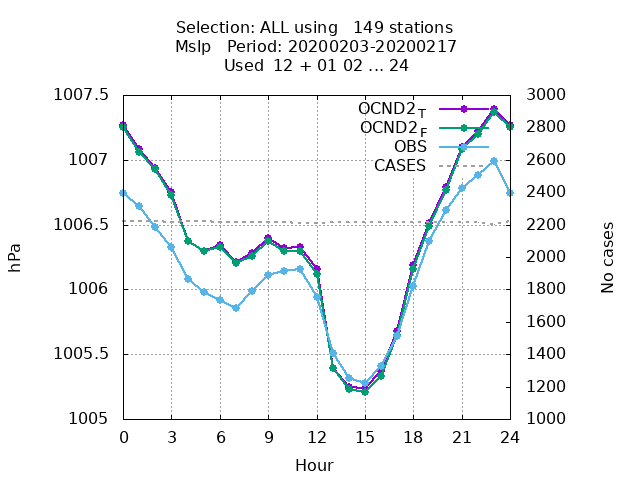 Selection: ALL using   149 stations
Mslp   Period: 20200203-20200217
Used  12 + 01 02 ... 24
1007.5
1007
1006.5
1006
1005.5
1005
hPa
OCND2 T
OCND2 F
OBS
CASES
3000
2800
2600
2400
2200
2000
1800
1600
1400
1200
1000
No cases
0 3 6 9 12 15 18 21 24
Hour